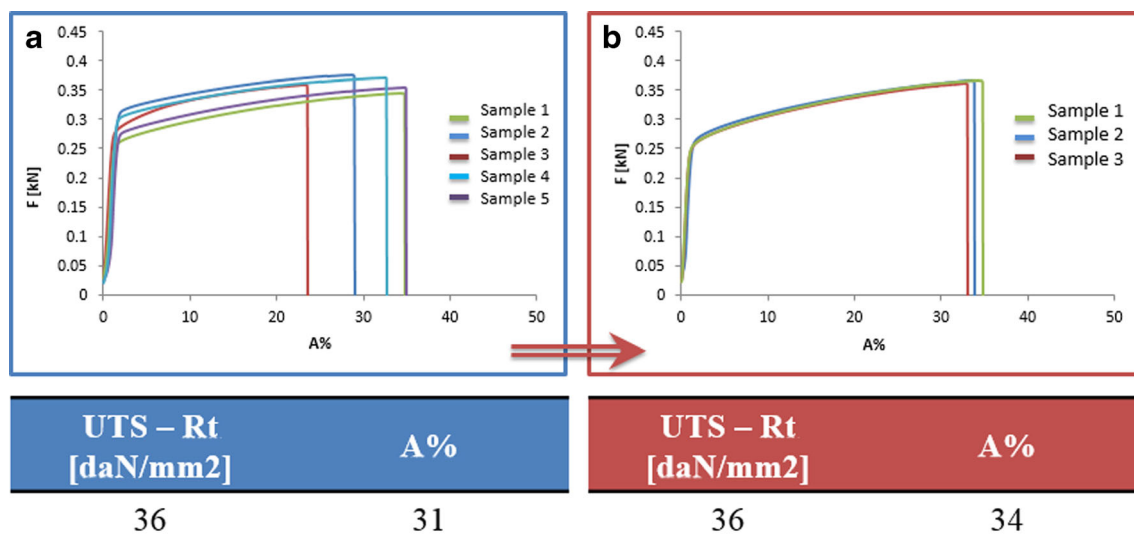 a
F [kN]
0.45
0.4
0.35
0.3
0.25
0.2
0.15
0.1
0.05
0
0 10 20 30 40 50
A%
Sample 1
Sample 2
Sample 3
Sample 4
Sample 5
b
F [kN]
0.45
0.4
0.35
0.3
0.25
0.2
0.15
0.1
0.05
0
0 10 20 30 40 50
A%
Sample 1
Sample 2
Sample 3
UTS – Rt
[daN/mm2]
A%
36 31
UTS – Rt
[daN/mm2]
A%
36 34